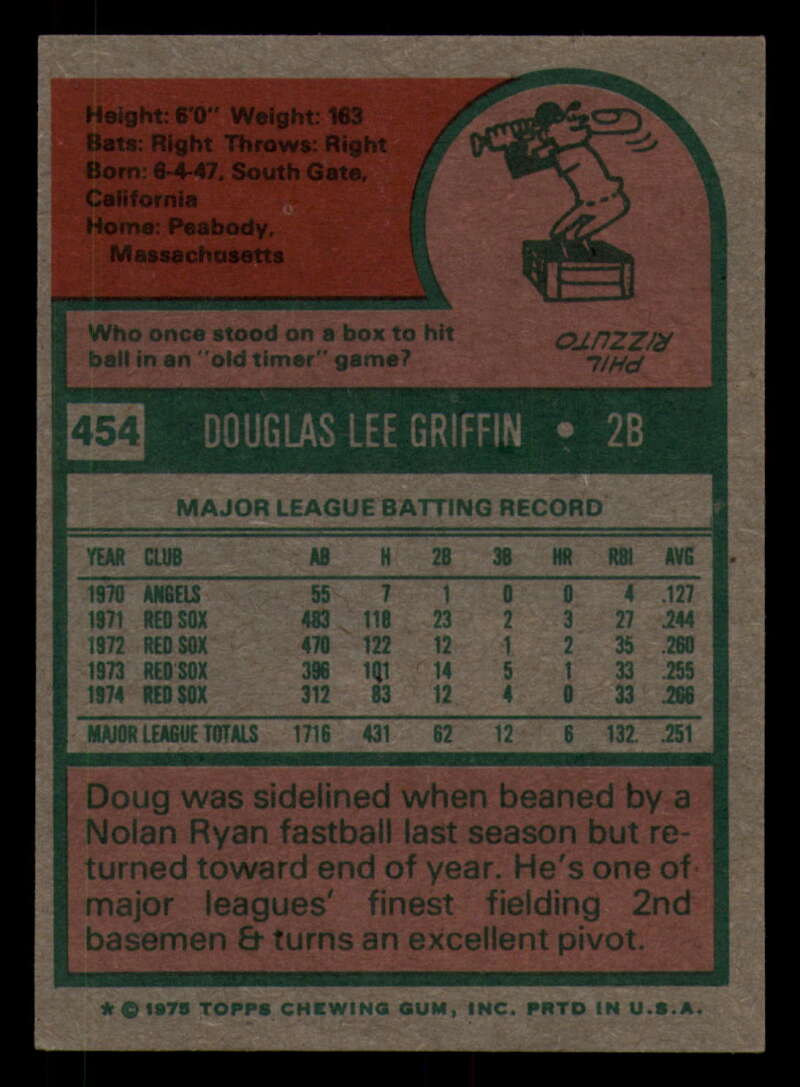 Height: 6'0" Weight: 163
Bats: Right Throws: Right
Born: 6-4-47, South Gate,
California
Home: Peabody,
Massachusetts
Who once stood on a box to hit
ball in an "old timer" game?
PHIL
RIZZUTO
454 DOUGLAS LEE GRIFFIN • 2B
MAJOR LEAGUE BATTING RECORD
YEAR CLUB AB H 2B 3B HR RBI AVG
1970 ANGELS 55 7 1 0 0 4 .127
1971 RED SOX 483 118 23 2 3 27 .244
1972 RED SOX 470 122 12 1 2 35 .260
1973 RED SOX 396 101 14 5 1 33 .255
1974 RED SOX 312 83 12 4 0 33 .266
MAJOR LEAGUE TOTALS 1716 431 62 12 6 132 .251
Doug was sidelined when beaned by a
Nolan Ryan fastball last season but re-
turned toward end of year. He's one of
major leagues' finest fielding 2nd
basemen & turns an excellent pivot.
* © 1975 TOPPS CHEWING GUM, INC. PRTD IN U.S.A.